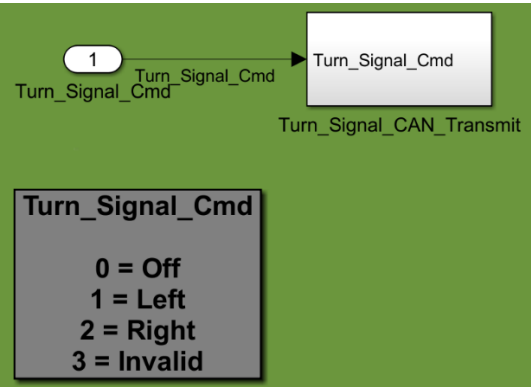 1
Turn_Signal_Cmd
Turn_Signal_Cmd
Turn_Signal_Cmd
Turn_Signal_CAN_Transmit
Turn_Signal_Cmd
0 = Off
1 = Left
2 = Right
3 = Invalid